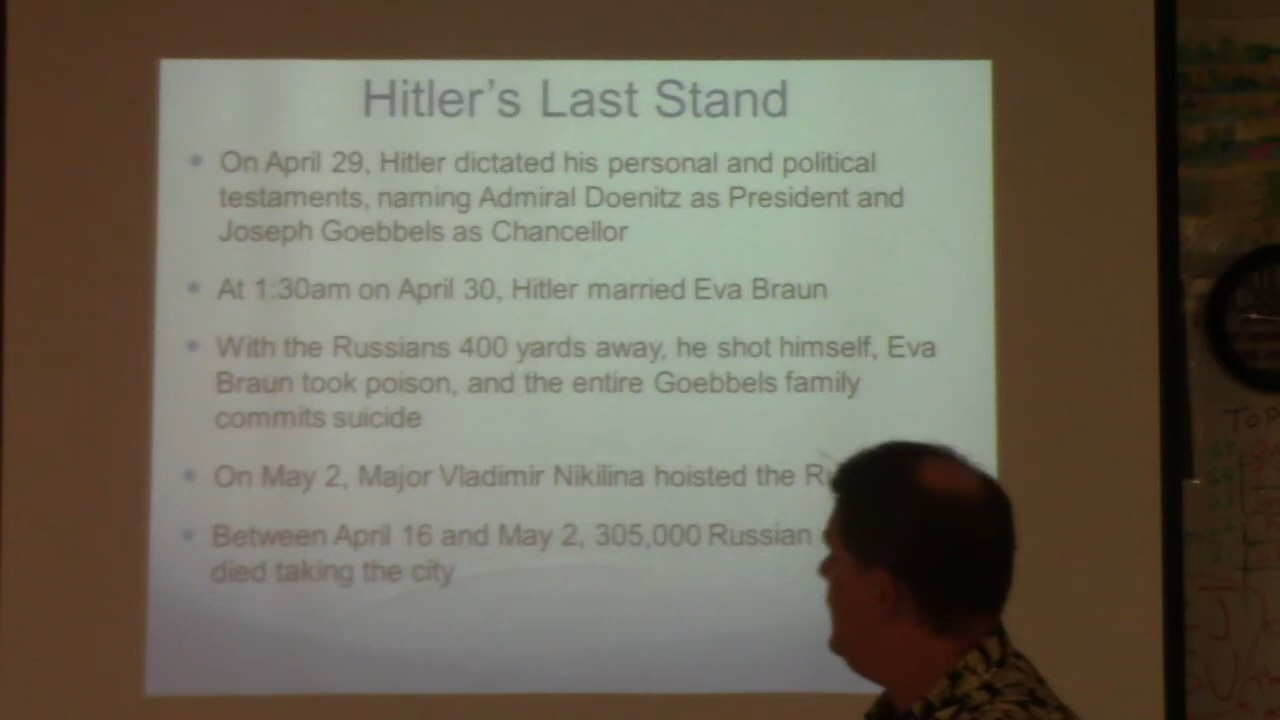 Hitler's Last Stand
• On April 29, Hitler dictated his personal and political
testaments, naming Admiral Doenitz as President and
Joseph Goebbels as Chancellor
• At 1:30am on April 30, Hitler married Eva Braun
• With the Russians 400 yards away, he shot himself, Eva
Braun took poison, and the entire Goebbels family
commits suicide
• On May 2, Major Vladimir Nikilina hoisted the
• Between April 16 and May 2, 305,000 Russian
died taking the city
TOP